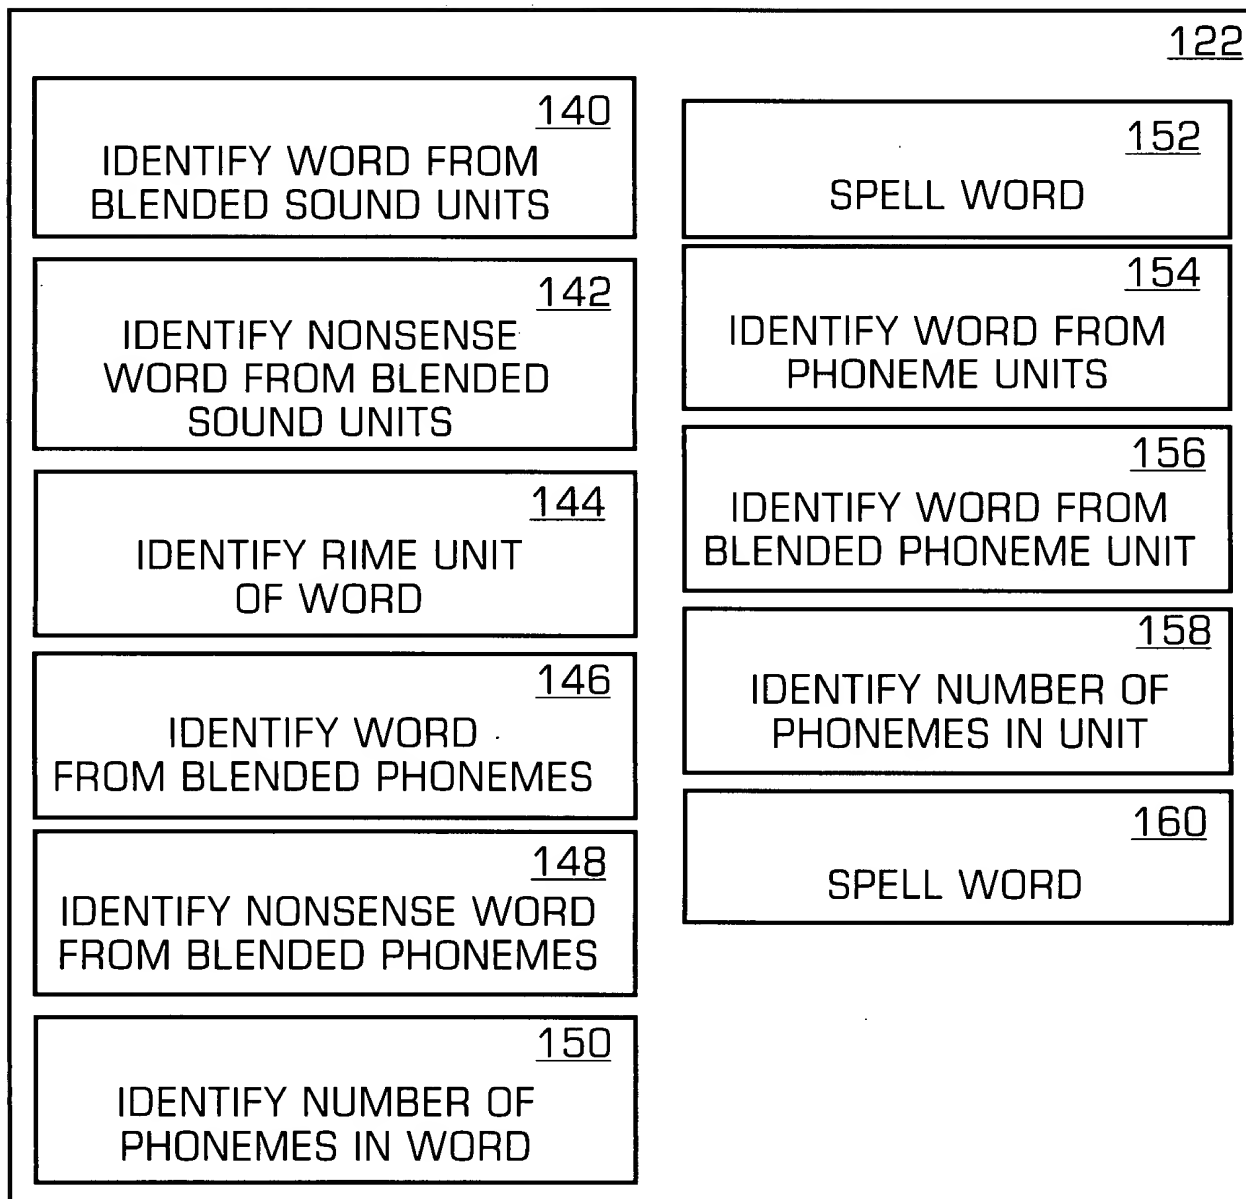 122
140
IDENTIFY WORD FROM
BLENDED SOUND UNITS
142
IDENTIFY NONSENSE
WORD FROM BLENDED
SOUND UNITS
144
IDENTIFY RIME UNIT
OF WORD
146
IDENTIFY WORD
FROM BLENDED PHONEMES
148
IDENTIFY NONSENSE WORD
FROM BLENDED PHONEMES
150
IDENTIFY NUMBER OF
PHONEMES IN WORD
152
SPELL WORD
154
IDENTIFY WORD FROM
PHONEME UNITS
156
IDENTIFY WORD FROM
BLENDED PHONEME UNIT
158
IDENTIFY NUMBER OF
PHONEMES IN UNIT
160
SPELL WORD